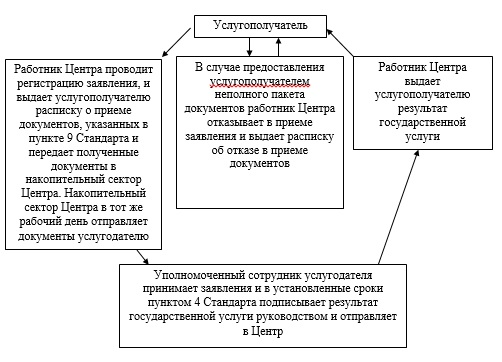 Услугополучатель
Работник Центра проводит
регистрацию заявления, и
выдает услугополучателю
расписку о приеме
документов, указанных в
пункте 9 Стандарта и
передает полученные
документы в
накопительный сектор
Центра. Накопительный
сектор Центра в тот же
рабочий день отправляет
документы услугодателю
В случае предоставления
услугополучателем
неполного пакета
документов работник Центра
отказывает в приеме
заявления и выдает расписку
об отказе в приеме
документов
Работник Центра
выдает
услугополучателю
результат
государственной
услуги
Уполномоченный сотрудник услугодателя
принимает заявления и в установленные сроки
пунктом 4 Стандарта подписывает результат
государственной услуги руководством и отправляет
в Центр